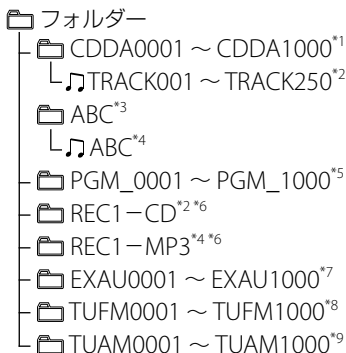 フォルダー
CDDA0001 ～ CDDA1000*1
TRACK001 ～ TRACK250*2
ABC*3
ABC*4
PGM_0001 ～ PGM_1000*5
REC1－CD*2 *6
REC1－MP3*4 *6
EXAU0001 ～ EXAU1000*7
TUFM0001 ～ TUFM1000*8
TUAM0001 ～ TUAM1000*9